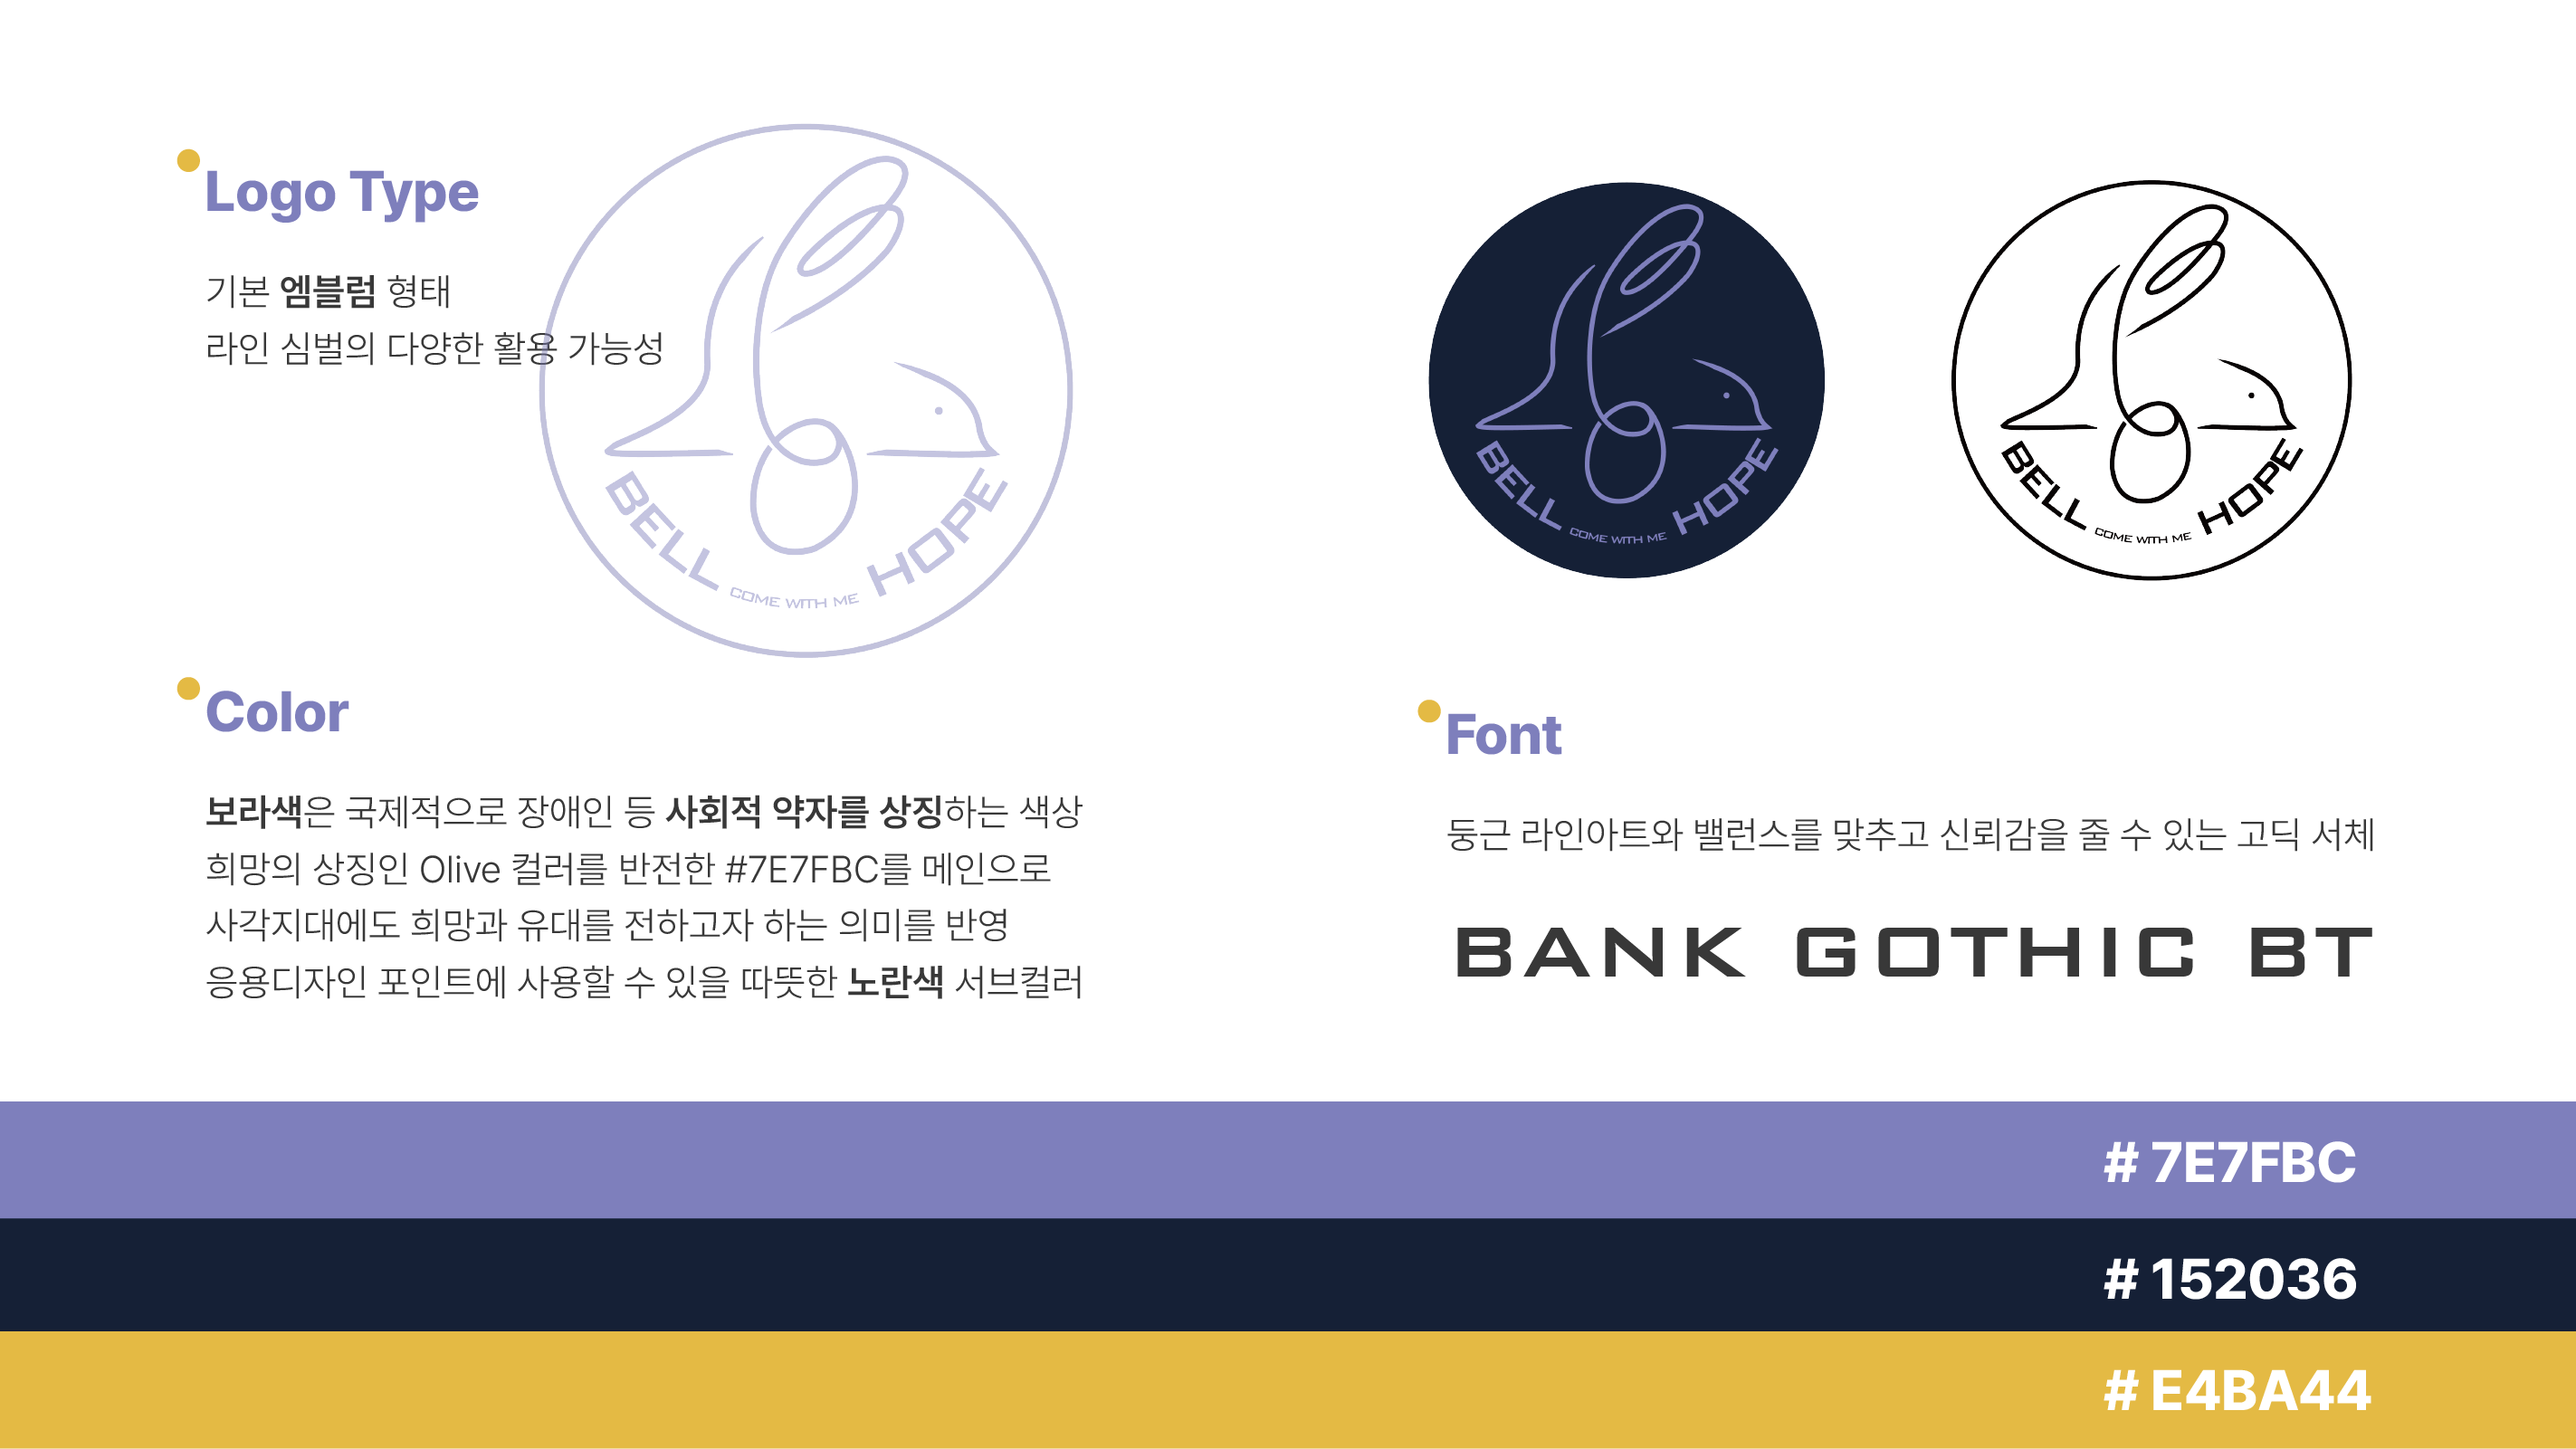 Logo Type
기본 엠블럼 형태
라인 심벌의 다양한 활용 가능성
BELL COME WITH ME HOPE
BELL COME WITH ME HOPE
BELL COME WITH ME HOPE
Color
보라색은 국제적으로 장애인 등 사회적 약자를 상징하는 색상
희망의 상징인 Olive 컬러를 반전한 #7E7FBC를 메인으로
사각지대에도 희망과 유대를 전하고자 하는 의미를 반영
응용디자인 포인트에 사용할 수 있을 따뜻한 노란색 서브컬러
Font
둥근 라인아트와 밸런스를 맞추고 신뢰감을 줄 수 있는 고딕 서체
BANK GOTHIC BT
# 7E7FBC
# 152036
# E4BA44